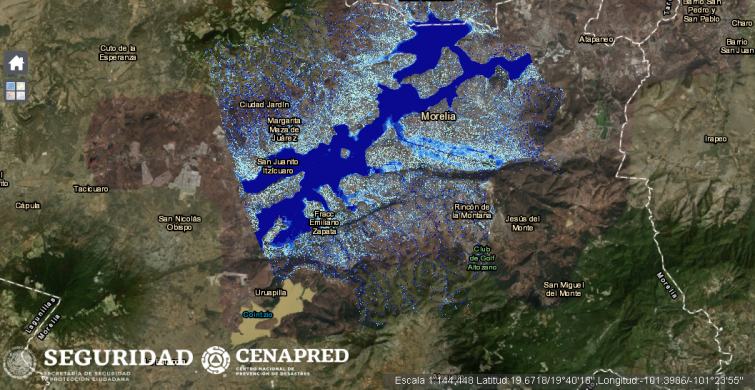 Barrio San
Pedro y
San Pablo
Charo
Atapaneo
Barrio
San Juan
Cuto de la
Esperanza
Ciudad Jardín
Margarita
Maza de
Juárez
Morelia
Irapeo
San Juanito
Itzícuaro
Tacícuaro
Cápula
San Nicolás
Obispo
Fracc
Emiliano
Zapata
Rincón de
la Montaña
Jesús del
Monte
Club
de Golf
Altozano
San Miguel
del Monte
Morelia
Uruapilla
Cointzio
Lagunillas
Morelia
SEGURIDAD
SECRETARÍA DE SEGURIDAD
Y PROTECCIÓN CIUDADANA
CENAPRED
CENTRO NACIONAL DE
PREVENCIÓN DE DESASTRES
Escala 1:144,448 Latitud:19.6718/19°40'18", Longitud:-101.3986/-101°23'55"